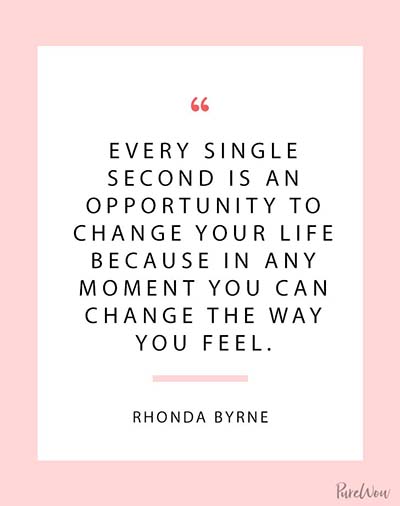 “
EVERY SINGLE
SECOND IS AN
OPPORTUNITY TO
CHANGE YOUR LIFE
BECAUSE IN ANY
MOMENT YOU CAN
CHANGE THE WAY
YOU FEEL.
RHONDA BYRNE
PureWow